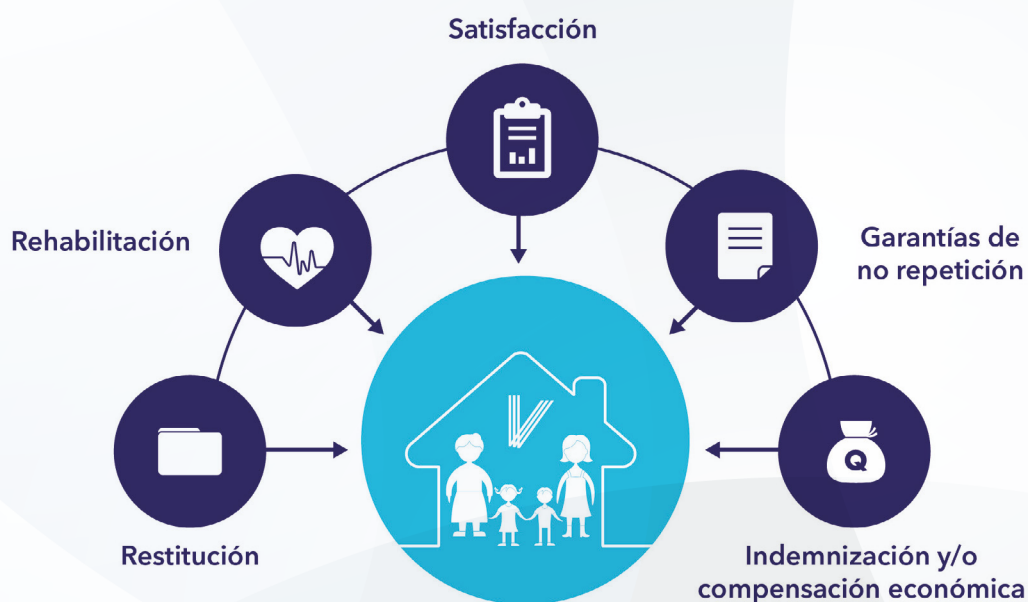 Satisfacción
Rehabilitación
Garantías de
no repetición
Q
Restitución
Indemnización y/o
compensación económica